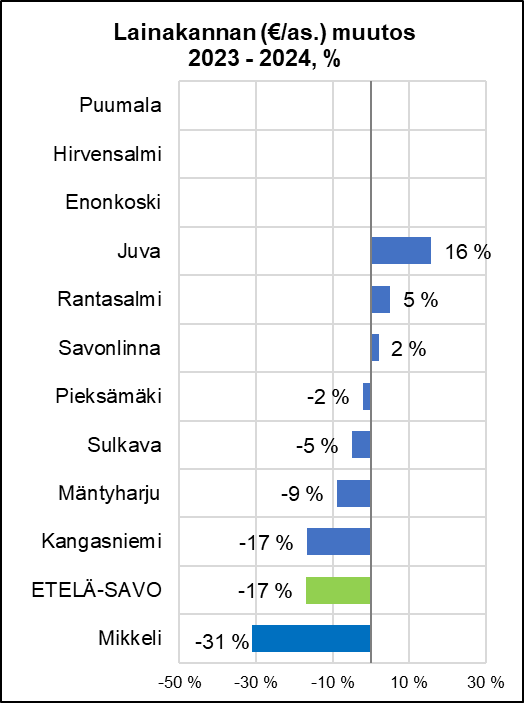 Lainakannan (€/as.) muutos
2023 - 2024, %
Puumala
Hirvensalmi
Enonkoski
Juva 16 %
Rantasalmi 5 %
Savonlinna 2 %
Pieksämäki -2 %
Sulkava -5 %
Mäntyharju -9 %
Kangasniemi -17 %
ETELÄ-SAVO -17 %
Mikkeli -31 %
-50 % -30 % -10 % 10 % 30 %